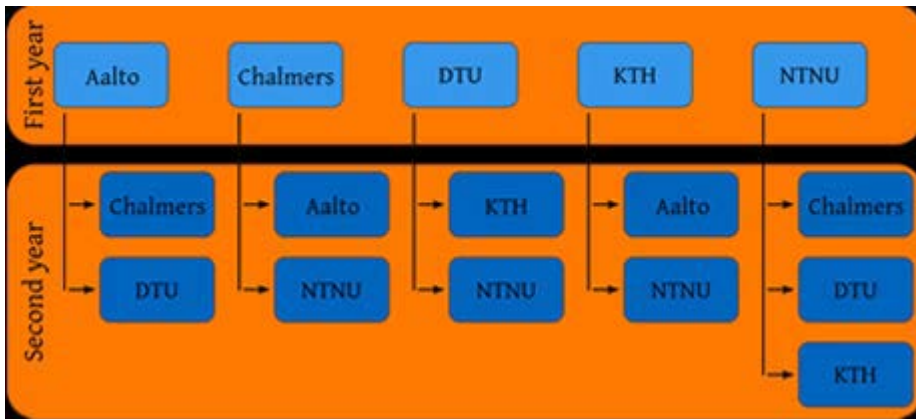 First year
Aalto
Chalmers
DTU
KTH
NTNU
Second year
Chalmers
Aalto
KTH
Aalto
Chalmers
DTU
NTNU
NTNU
NTNU
DTU
KTH